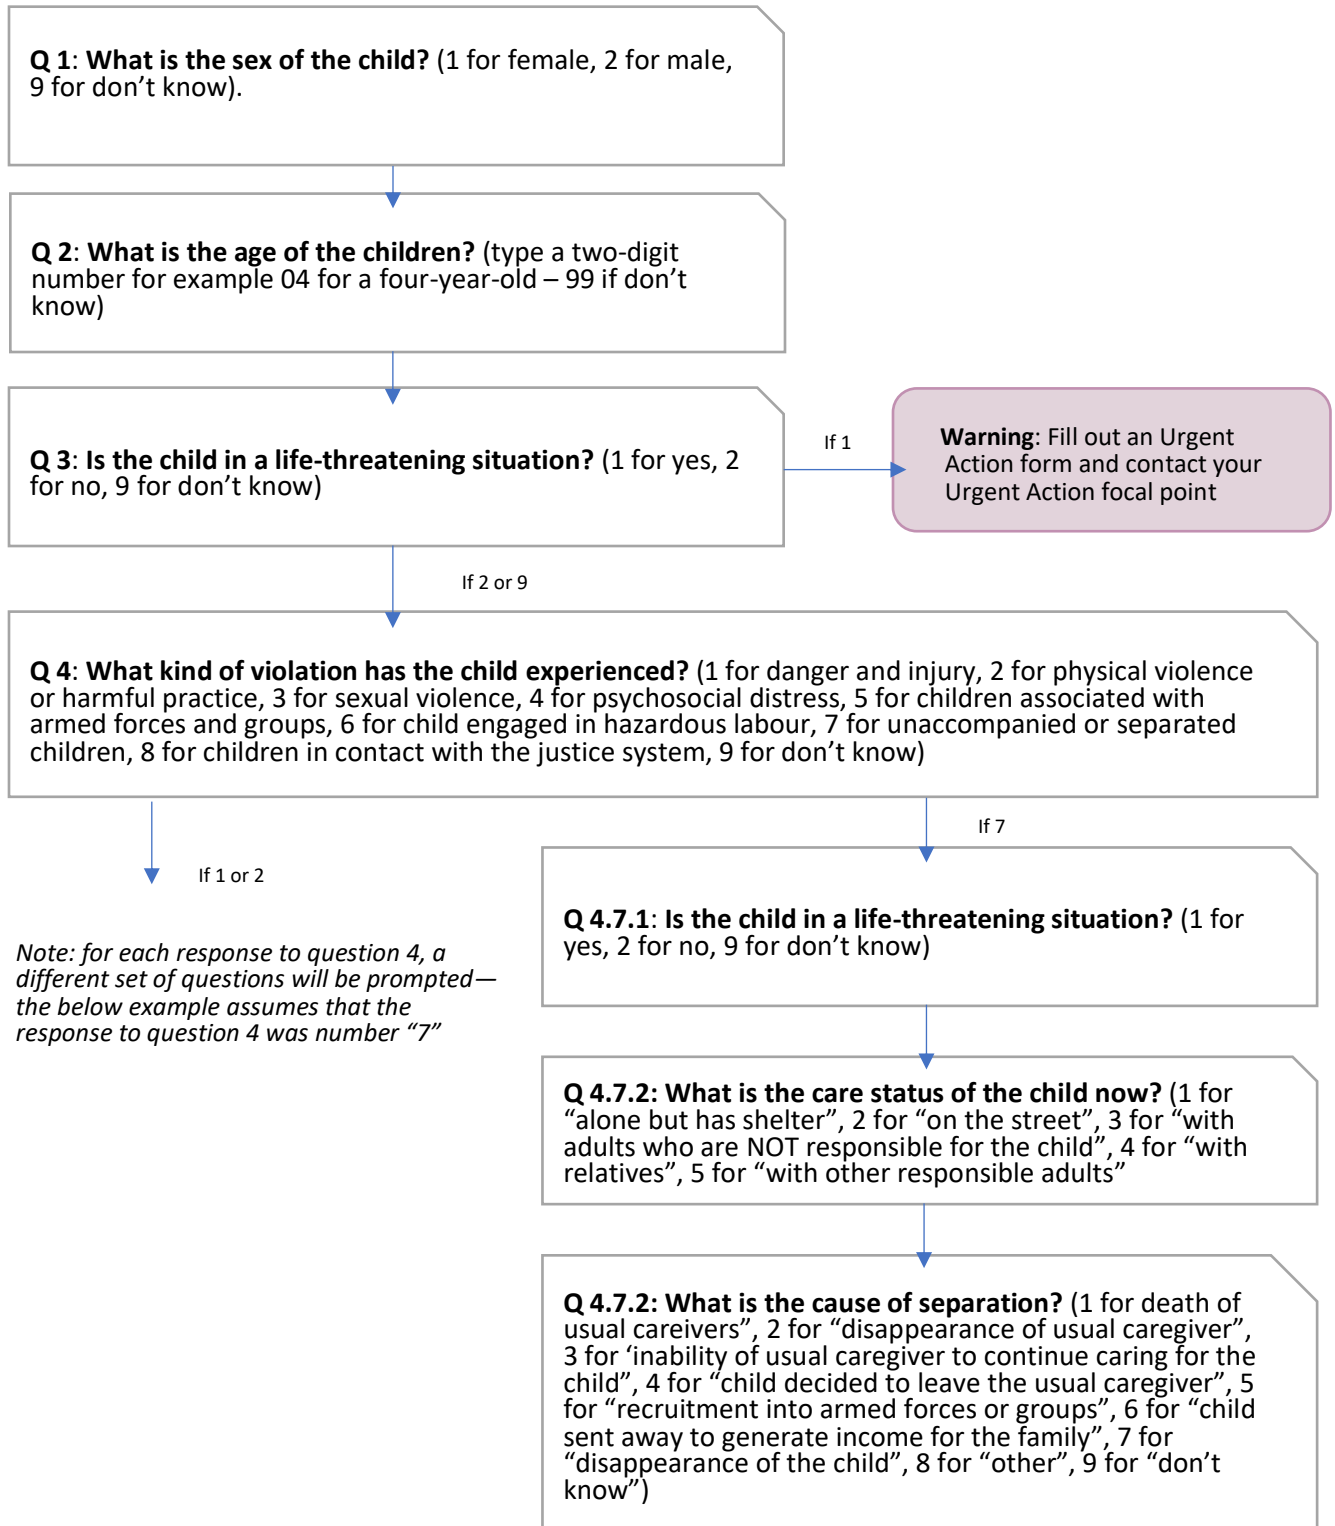 Q 1: What is the sex of the child? (1 for female, 2 for male,
9 for don’t know).
Q 2: What is the age of the children? (type a two-digit
number for example 04 for a four-year-old – 99 if don’t
know)
Q 3: Is the child in a life-threatening situation? (1 for yes, 2
for no, 9 for don’t know)
If 1
Warning: Fill out an Urgent
Action form and contact your
Urgent Action focal point
If 2 or 9
Q 4: What kind of violation has the child experienced? (1 for danger and injury, 2 for physical violence
or harmful practice, 3 for sexual violence, 4 for psychosocial distress, 5 for children associated with
armed forces and groups, 6 for child engaged in hazardous labour, 7 for unaccompanied or separated
children, 8 for children in contact with the justice system, 9 for don’t know)
If 1 or 2
Note: for each response to question 4, a
different set of questions will be prompted—
the below example assumes that the
response to question 4 was number “7”
If 7
Q 4.7.1: Is the child in a life-threatening situation? (1 for
yes, 2 for no, 9 for don’t know)
Q 4.7.2: What is the care status of the child now? (1 for
“alone but has shelter”, 2 for “on the street”, 3 for “with
adults who are NOT responsible for the child”, 4 for “with
relatives”, 5 for “with other responsible adults”
Q 4.7.2: What is the cause of separation? (1 for death of
usual careivers”, 2 for “disappearance of usual caregiver”,
3 for ‘inability of usual caregiver to continue caring for the
child”, 4 for “child decided to leave the usual caregiver”, 5
for “recruitment into armed forces or groups”, 6 for “child
sent away to generate income for the family”, 7 for
“disappearance of the child”, 8 for “other”, 9 for “don’t
know”)